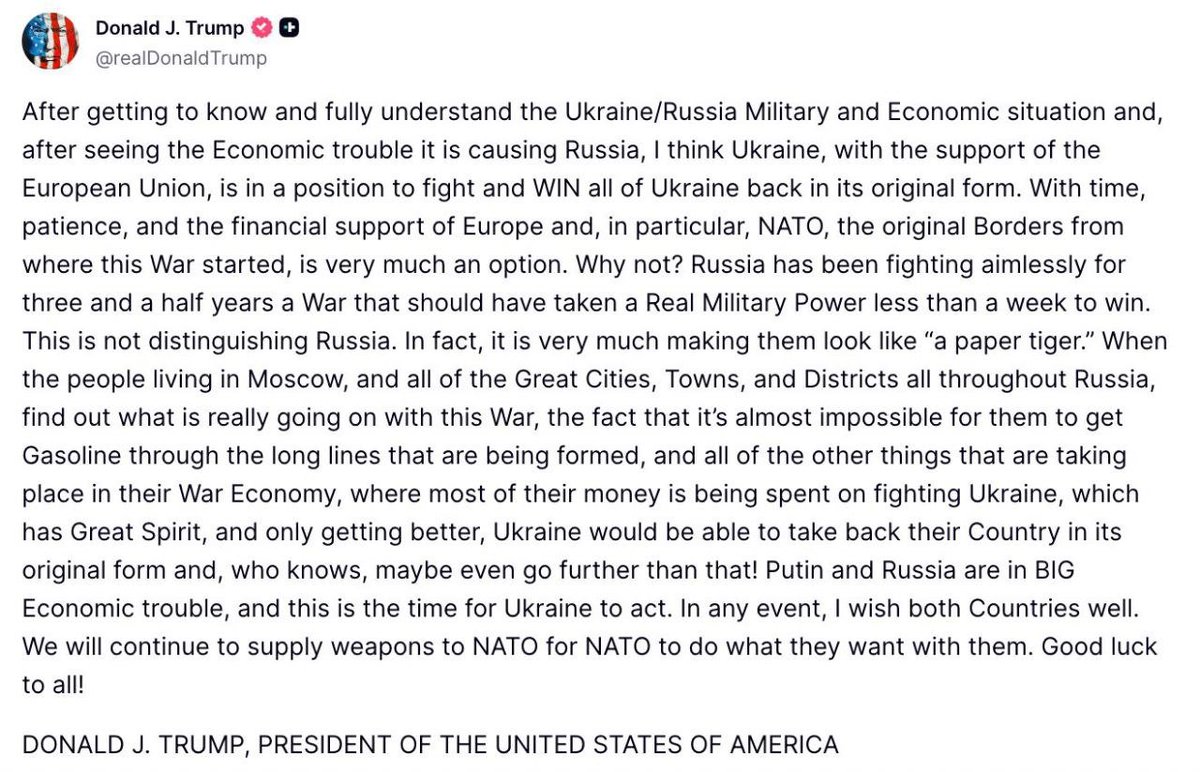 Donald J. Trump
@realDonaldTrump
After getting to know and fully understand the Ukraine/Russia Military and Economic situation and,
after seeing the Economic trouble it is causing Russia, I think Ukraine, with the support of the
European Union, is in a position to fight and WIN all of Ukraine back in its original form. With time,
patience, and the financial support of Europe and, in particular, NATO, the original Borders from
where this War started, is very much an option. Why not? Russia has been fighting aimlessly for
three and a half years a War that should have taken a Real Military Power less than a week to win.
This is not distinguishing Russia. In fact, it is very much making them look like “a paper tiger.” When
the people living in Moscow, and all of the Great Cities, Towns, and Districts all throughout Russia,
find out what is really going on with this War, the fact that it’s almost impossible for them to get
Gasoline through the long lines that are being formed, and all of the other things that are taking
place in their War Economy, where most of their money is being spent on fighting Ukraine, which
has Great Spirit, and only getting better, Ukraine would be able to take back their Country in its
original form and, who knows, maybe even go further than that! Putin and Russia are in BIG
Economic trouble, and this is the time for Ukraine to act. In any event, I wish both Countries well.
We will continue to supply weapons to NATO for NATO to do what they want with them. Good luck
to all!
DONALD J. TRUMP, PRESIDENT OF THE UNITED STATES OF AMERICA